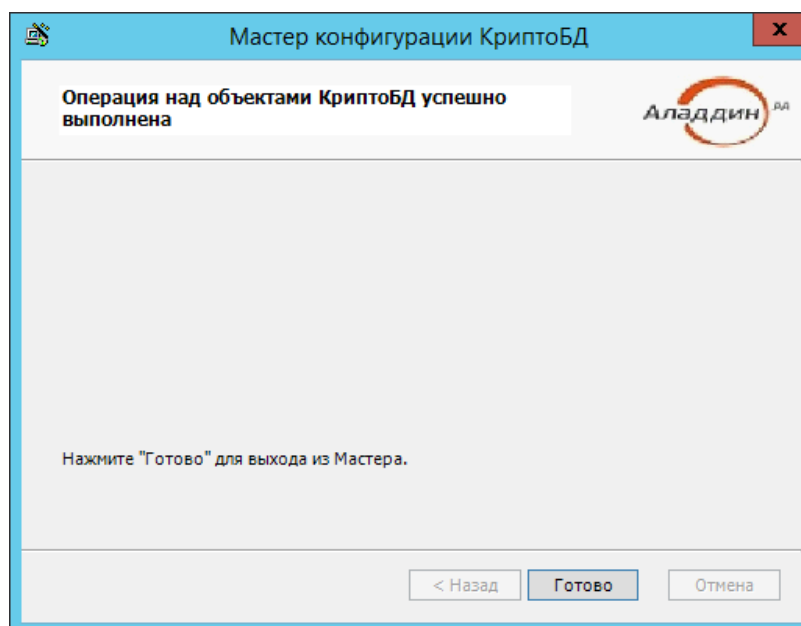 Мастер конфигурации КриптоБД
x
Операция над объектами КриптоБД успешно
выполнена
Аладдин РД
Нажмите "Готово" для выхода из Мастера.
< Назад Готово Отмена